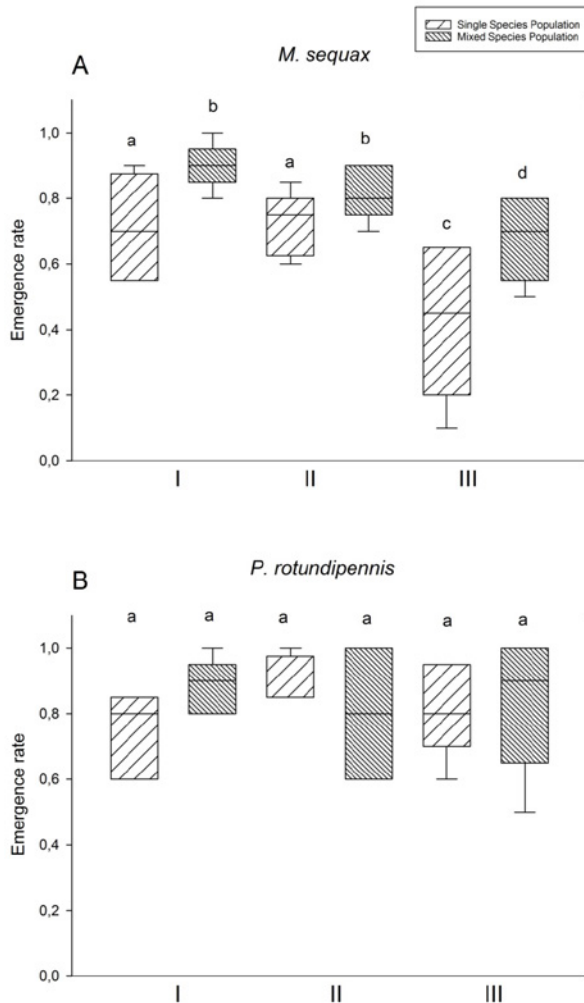 Single Species Population
Mixed Species Population
A
M. sequax
b
a
b
a
d
c
1,0
0,8
0,6
0,4
0,2
0,0
Emergence rate
I
II
III
P. rotundipennis
B
a
a
a
a
a
a
1,0
0,8
0,6
0,4
0,2
0,0
Emergence rate
I
II
III